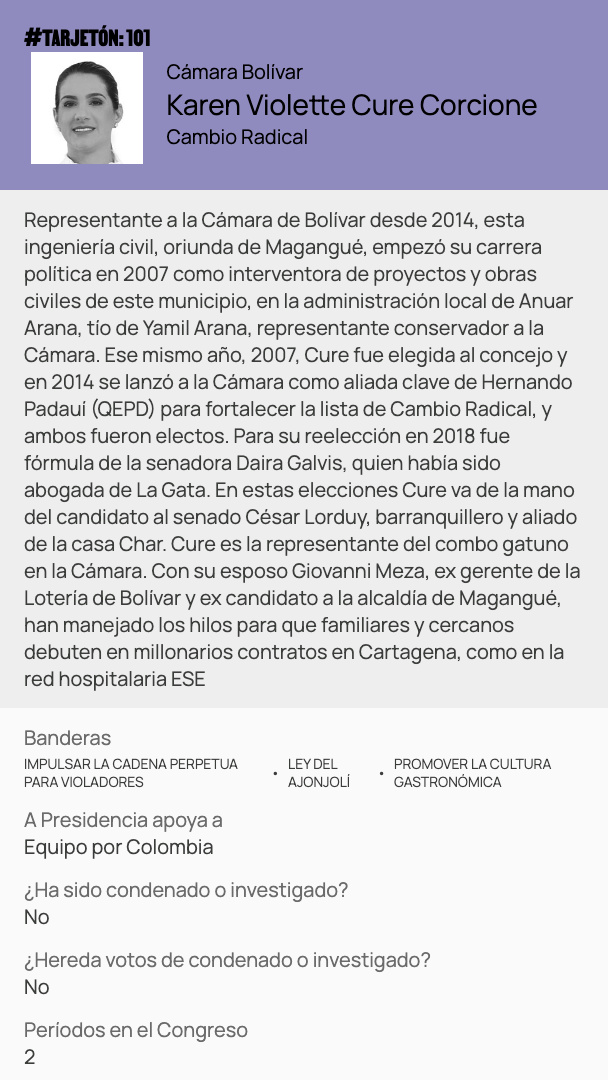 #TARJETÓN: 101
Cámara Bolívar
Karen Violette Cure Corcione
Cambio Radical
Representante a la Cámara de Bolívar desde 2014, esta
ingeniería civil, oriunda de Magangué, empezó su carrera
política en 2007 como interventora de proyectos y obras
civiles de este municipio, en la administración local de Anuar
Arana, tío de Yamil Arana, representante conservador a la
Cámara. Ese mismo año, 2007, Cure fue elegida al concejo y
en 2014 se lanzó a la Cámara como aliada clave de Hernando
Padauí (QEPD) para fortalecer la lista de Cambio Radical, y
ambos fueron electos. Para su reelección en 2018 fue
fórmula de la senadora Daira Galvis, quien había sido
abogada de La Gata. En estas elecciones Cure va de la mano
del candidato al senado César Lorduy, barranquillero y aliado
de la casa Char. Cure es la representante del combo gatuno
en la Cámara. Con su esposo Giovanni Meza, ex gerente de la
Lotería de Bolívar y ex candidato a la alcaldía de Magangué,
han manejado los hilos para que familiares y cercanos
debuten en millonarios contratos en Cartagena, como en la
red hospitalaria ESE
Banderas
IMPULSAR LA CADENA PERPETUA
PARA VIOLADORES
• LEY DEL
AJONJOLÍ
• PROMOVER LA CULTURA
GASTRONÓMICA
A Presidencia apoya a
Equipo por Colombia
¿Ha sido condenado o investigado?
No
¿Hereda votos de condenado o investigado?
No
Períodos en el Congreso
2